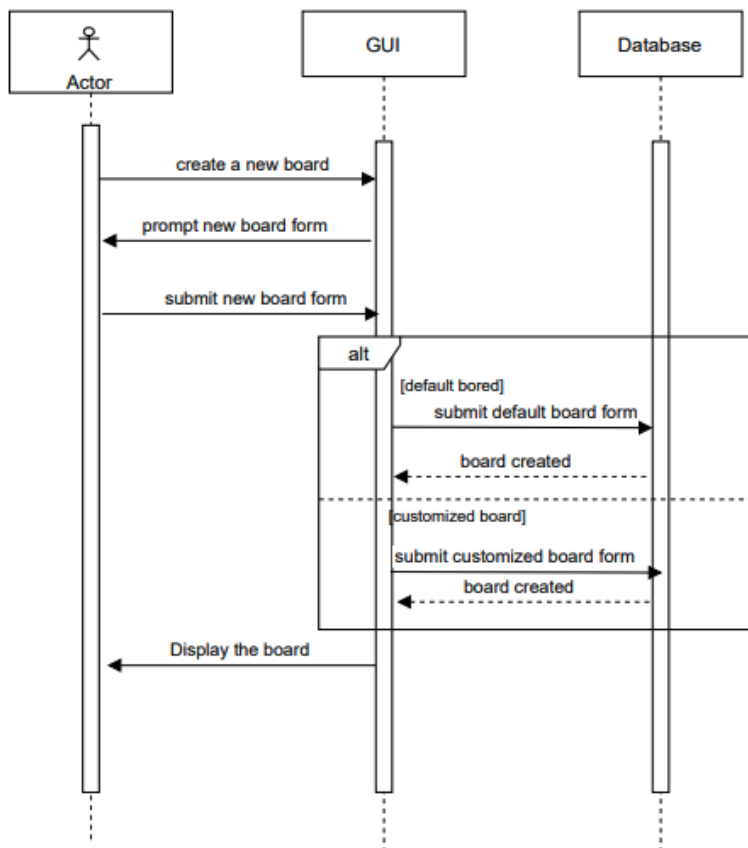 Actor
GUI
Database
create a new board
prompt new board form
submit new board form
alt
[default bored]
submit default board form
board created
[customized board]
submit customized board form
board created
Display the board